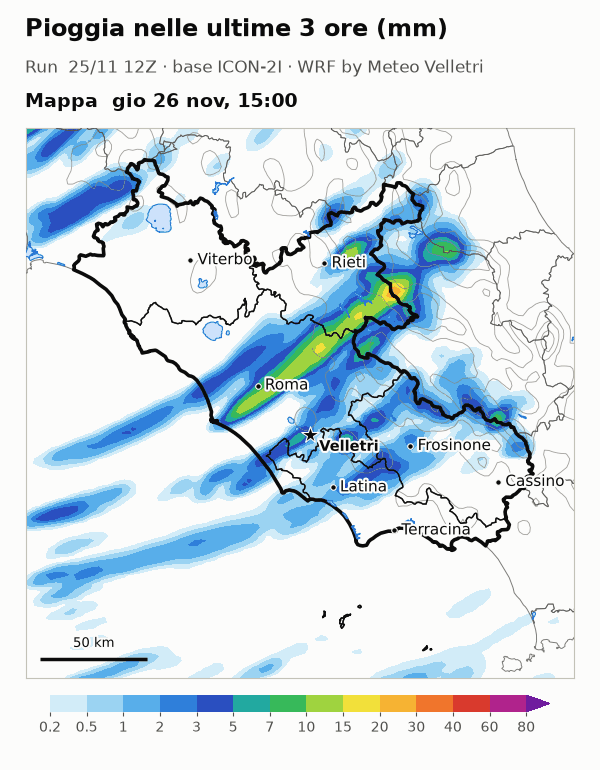 Pioggia nelle ultime 3 ore (mm)
Run 25/11 12Z · base ICON-2I · WRF by Meteo Velletri
Mappa gio 26 nov, 15:00
Viterbo
Rieti
Roma
Velletri
Frosinone
Latina
Cassino
Terracina
50 km
0.2 0.5 1 2 3 5 7 10 15 20 30 40 60 80